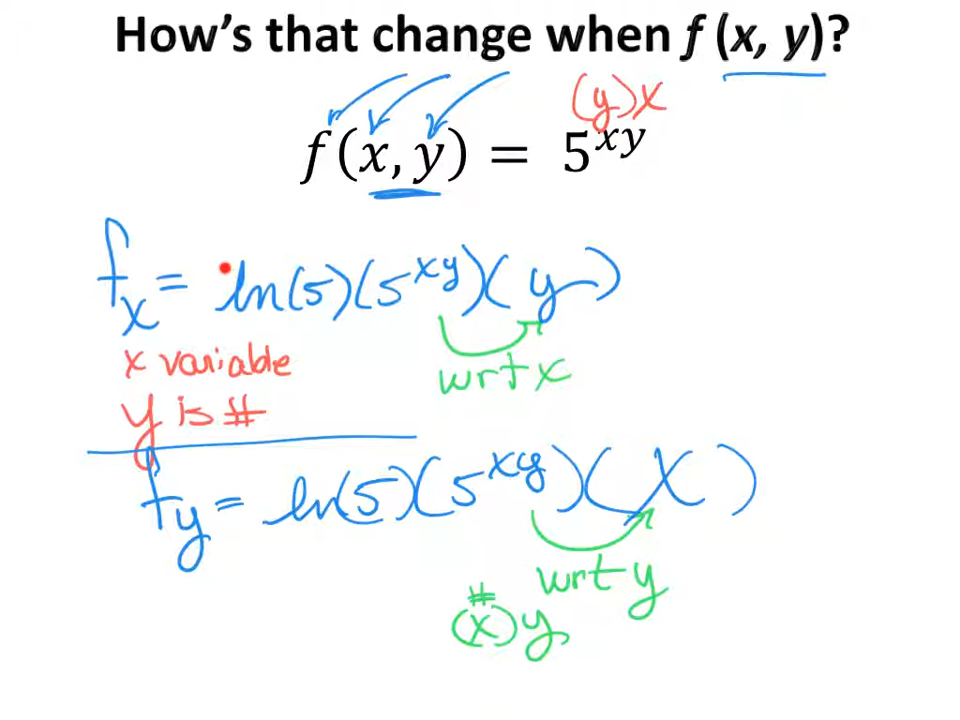 How's that change when f (x, y)?
(y)x
f(x, y) = 5^{xy}
f_x = ln(5)(5^{xy})(y)
wrt x
x variable
y is #
f_y = ln(5)(5^{xy})(x)
wrt y
#
(x)y